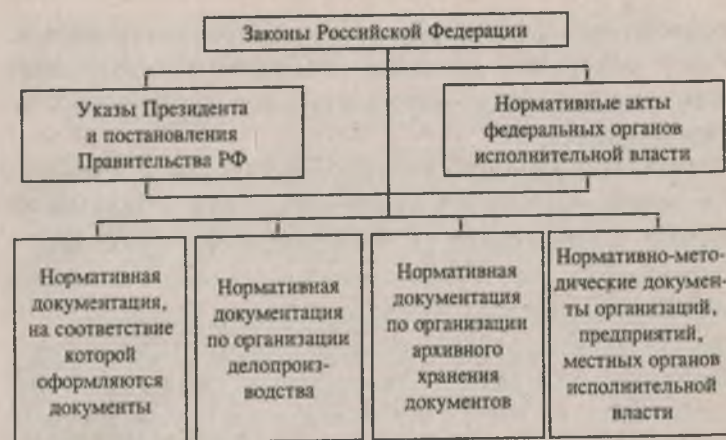 Законы Российской Федерации
Указы Президента
и постановления
Правительства РФ
Нормативные акты
федеральных органов
исполнительной власти
Нормативная
документация,
на соответствие
которой
оформляются
документы
Нормативная
документация
по организации
делопроиз-
водства
Нормативная
документация
по организации
архивного
хранения
документов
Нормативно-мето-
дические докумен-
ты организаций,
предприятий,
местных органов
исполнительной
власти